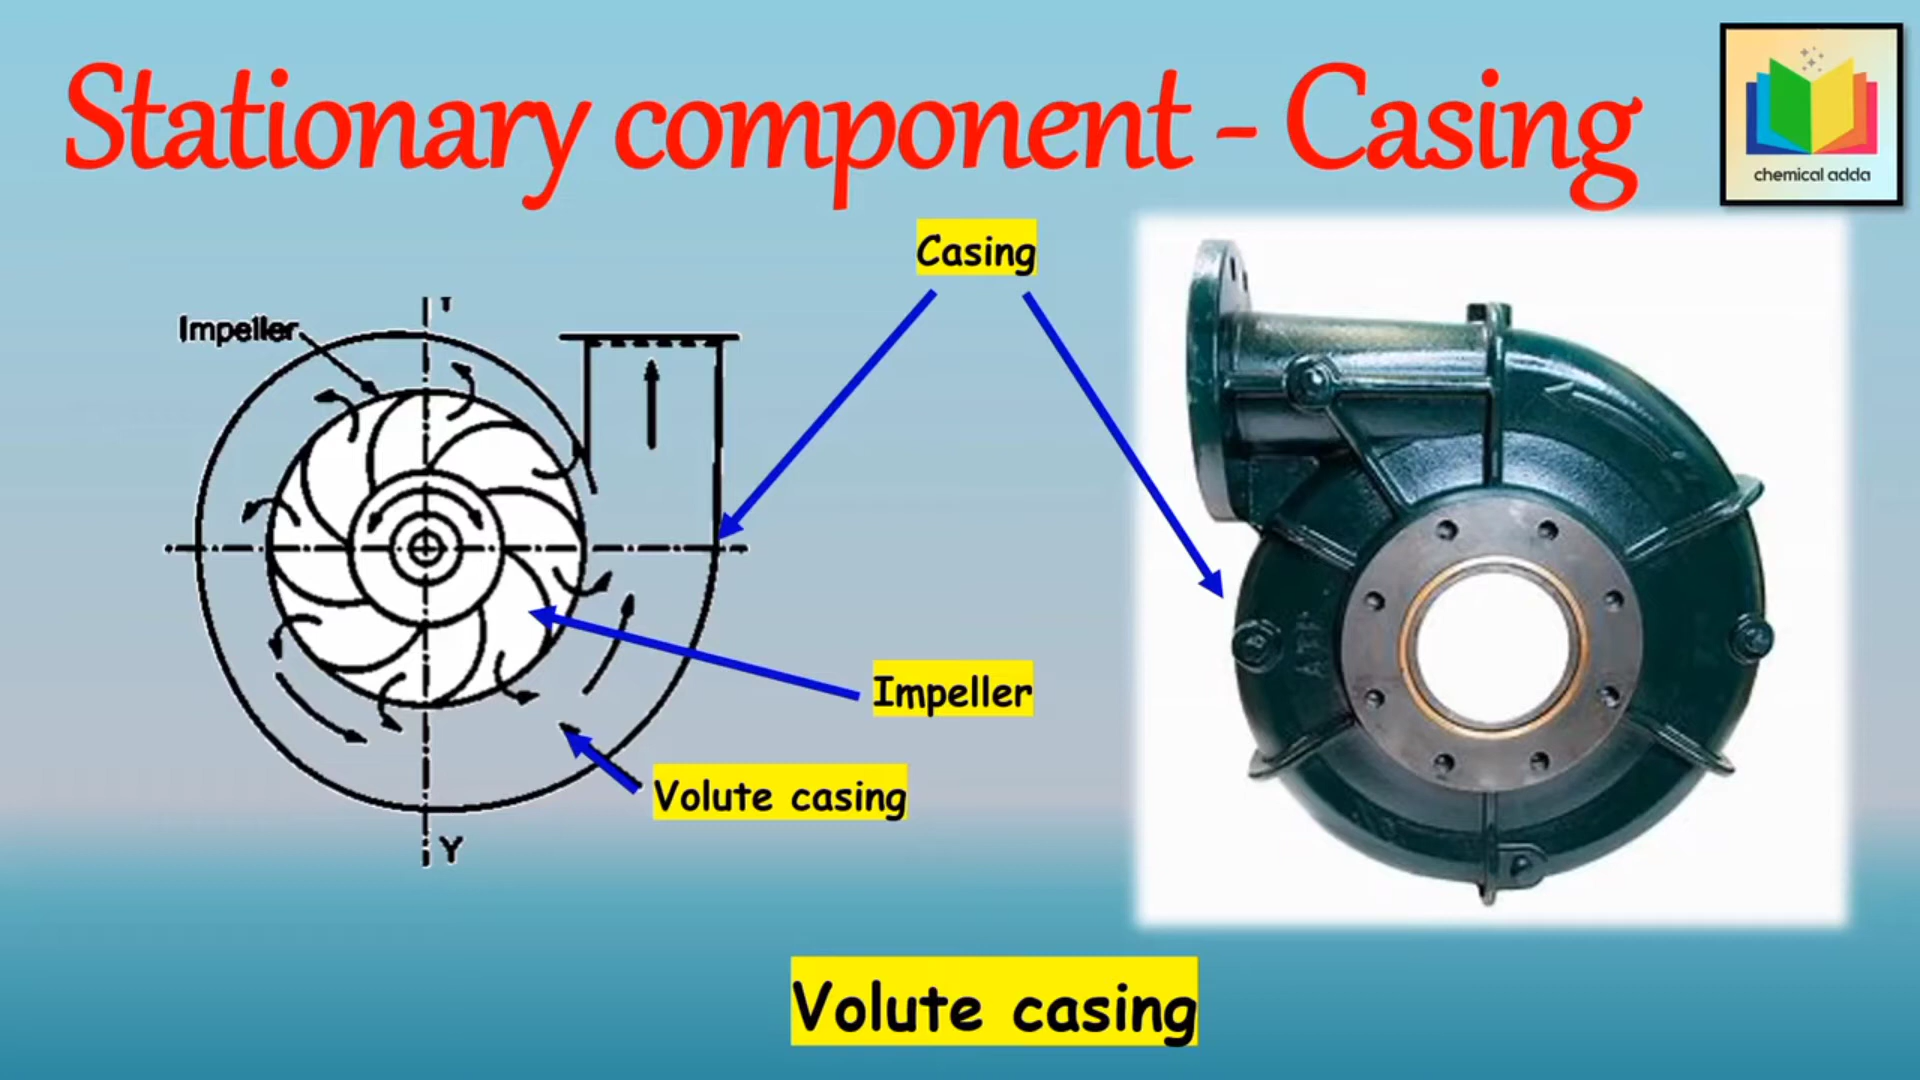 Stationary component - Casing
chemical adda
Casing
Impeller
Y
Impeller
Volute casing
Volute casing